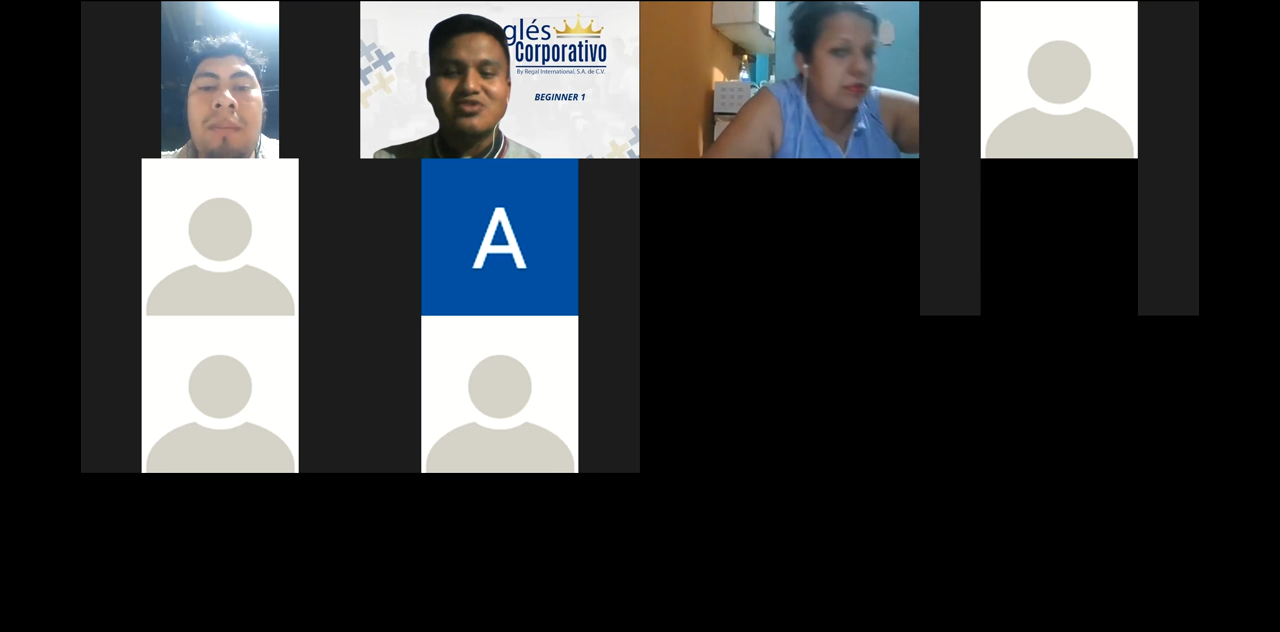 glés
Corporativo
By Regal International, S.A. de C.V.
BEGINNER 1
A